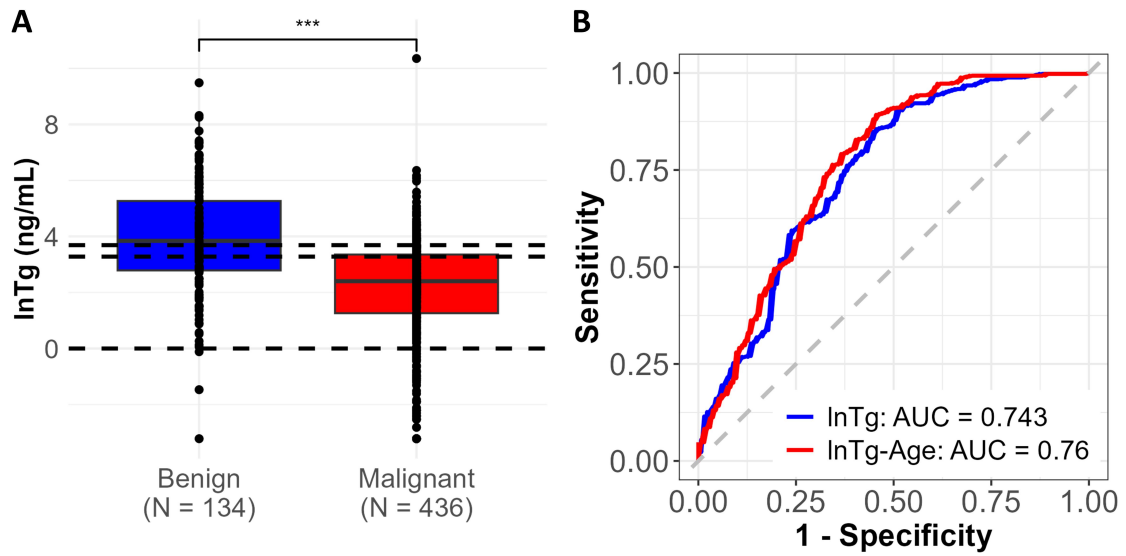 A
***
lnTg (ng/mL)
8
4
0
Benign
(N = 134)
Malignant
(N = 436)
B
Sensitivity
1.00
0.75
0.50
0.25
0.00
lnTg: AUC = 0.743
lnTg-Age: AUC = 0.76
0.00 0.25 0.50 0.75 1.00
1 - Specificity